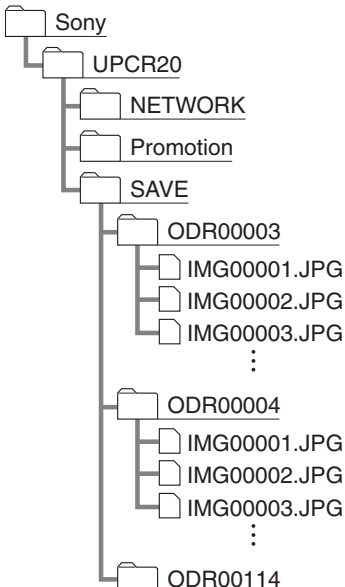 Sony
UPCR20
NETWORK
Promotion
SAVE
ODR00003
IMG00001.JPG
IMG00002.JPG
IMG00003.JPG
ODR00004
IMG00001.JPG
IMG00002.JPG
IMG00003.JPG
ODR00114